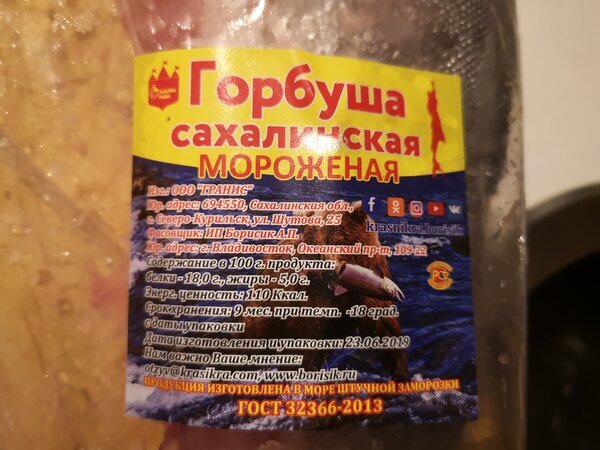 Горбуша
сахалинская
МОРОЖЕНАЯ
Изг.: ООО "ГРАНИС"
Юр. адрес: 694550, Сахалинская обл.,
г. Северо-Курильск, ул. Шутова, 25
Фасовщик: ИП Борисик А.П.
Юр. адрес: г. Владивосток, Океанский пр-т, 109-22
krasnikra.borisik
Содержание в 100 г. продукта:
белки - 18,0 г., жиры - 5,0 г.
Энерг. ценность: 110 Ккал.
Срок хранения: 9 мес. при темп. -18 град.
с даты упаковки
Дата изготовления и упаковки: 23.06.2019
Нам важно Ваше мнение:
otzyv@krasikra.com, www.borisik.ru
ПРОДУКЦИЯ ИЗГОТОВЛЕНА В МОРЕ ШТУЧНОЙ ЗАМОРОЗКИ
ГОСТ 32366-2013